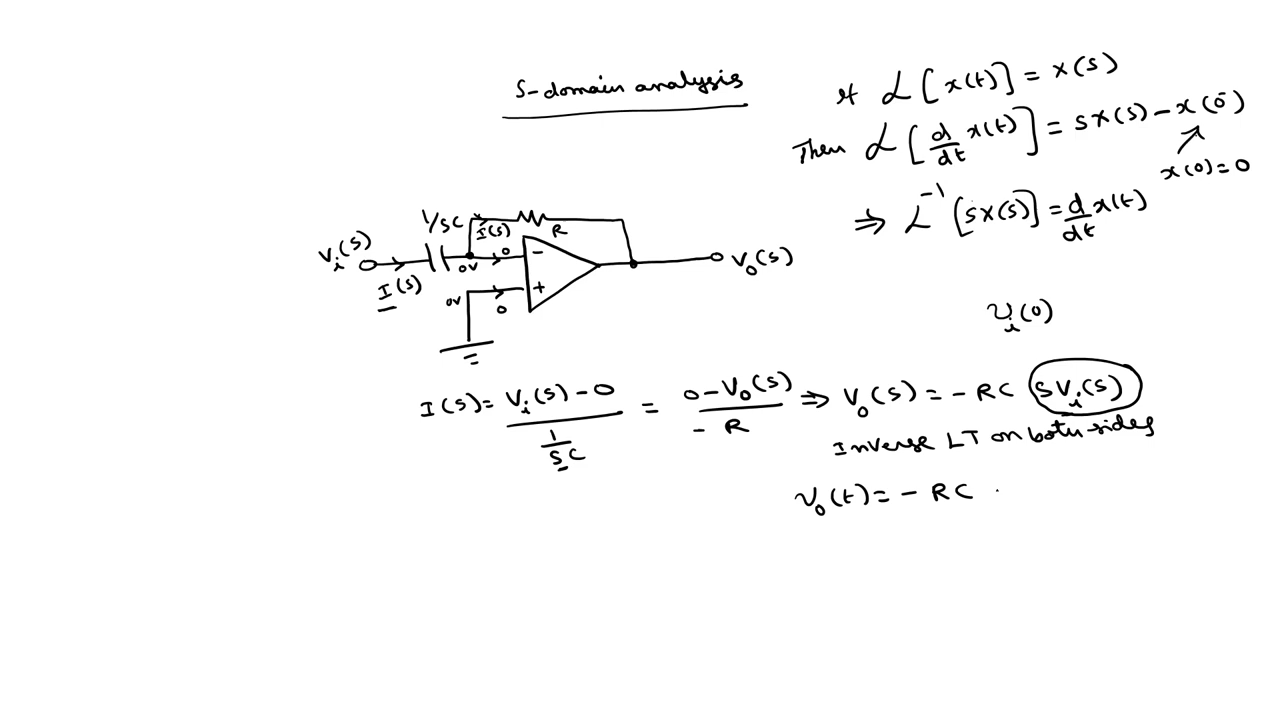 S-domain analysis
If ℒ[x(t)] = X(s)
Then ℒ[d/dt x(t)] = sX(s) - x(0⁻)
x(0) = 0
⇒ ℒ⁻¹[sX(s)] = d/dt x(t)
1/sC
I(s)
R
Vi(s)
I(s)
0V
0
-
+
0V
0
Vo(s)
vi(0)
I(s) = (Vi(s) - 0)/(1/sC) = (0 - Vo(s))/R ⇒ Vo(s) = - RC sVi(s)
Inverse LT on both sides
vo(t) = - RC